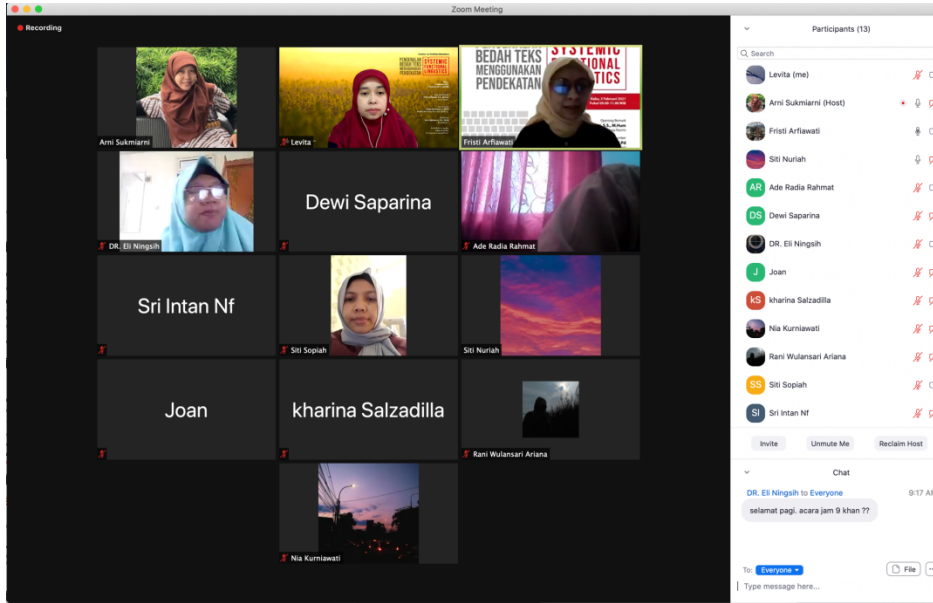 Zoom Meeting
Recording
Participants (13)
Search
Arni Sukmiarni
PENDEKATAN
SYSTEMIC
FUNCTIONAL
LINGUISTICS
Levita
BEDAH TEKS
MENGGUNAKAN
PENDEKATAN
SYSTEMIC
Fristi Arfiawati
DR. Eli Ningsih
Dewi Saparina
Ade Radia Rahmat
Sri Intan Nf
Siti Sopiah
Siti Nuriah
Joan
kharina Salzadilla
Rani Wulansari Ariana
Nia Kurniawati
Levita (me)
Arni Sukmiarni (Host)
Fristi Arfiawati
Siti Nuriah
AR Ade Radia Rahmat
DS Dewi Saparina
DR. Eli Ningsih
J Joan
kS kharina Salzadilla
Nia Kurniawati
Rani Wulansari Ariana
SS Siti Sopiah
SI Sri Intan Nf
Invite
Unmute Me
Reclaim Host
Chat
DR. Eli Ningsih to Everyone
9:17 AM
selamat pagi. acara jam 9 khan ??
To: Everyone
File
Type message here...